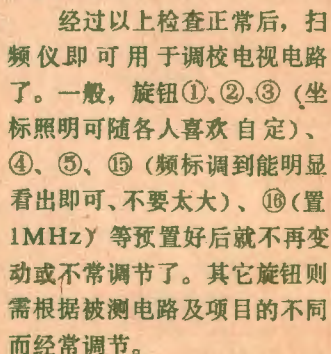 经过以上检查正常后，扫
频仪即可用于调校电视电路
了。一般，旋钮①、②、③（坐
标照明可随各人喜欢自定）、
④、⑤、⑮（频标调到能明显
看出即可、不要太大）、⑯（置
1MHz）等预置好后就不再变
动或不常调节了。其它旋钮则
需根据被测电路及项目的不同
而经常调节。